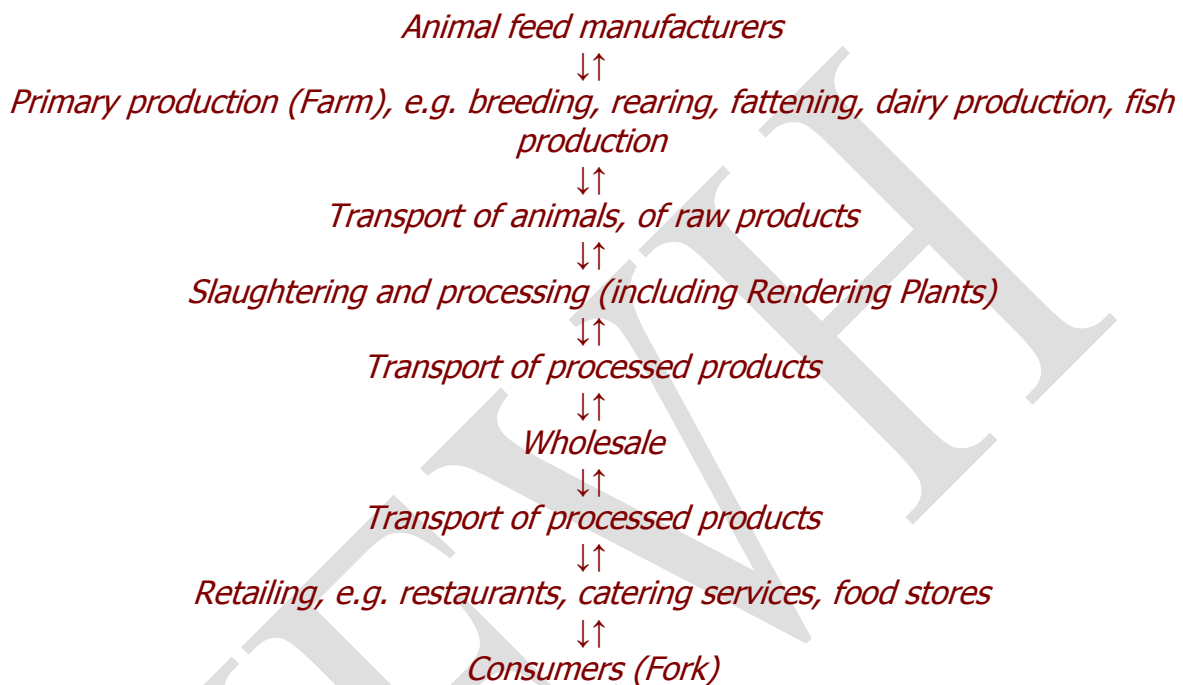 Animal feed manufacturers
↓↑
Primary production (Farm), e.g. breeding, rearing, fattening, dairy production, fish
production
↓↑
Transport of animals, of raw products
↓↑
Slaughtering and processing (including Rendering Plants)
↓↑
Transport of processed products
↓↑
Wholesale
↓↑
Transport of processed products
↓↑
Retailing, e.g. restaurants, catering services, food stores
↓↑
Consumers (Fork)